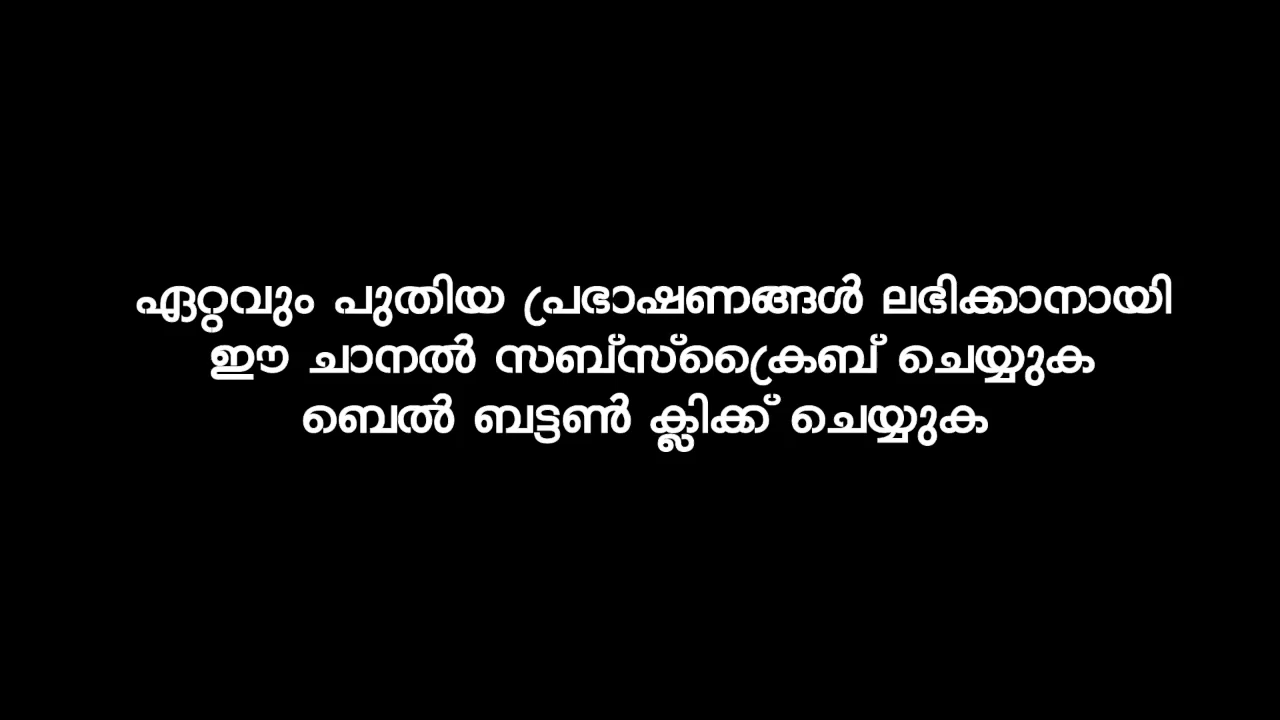 ഏറ്റവും പുതിയ പ്രഭാഷണങ്ങൾ ലഭിക്കാനായി
ഈ ചാനൽ സബ്സ്ക്രൈബ് ചെയ്യുക
ബെൽ ബട്ടൺ ക്ലിക്ക് ചെയ്യുക